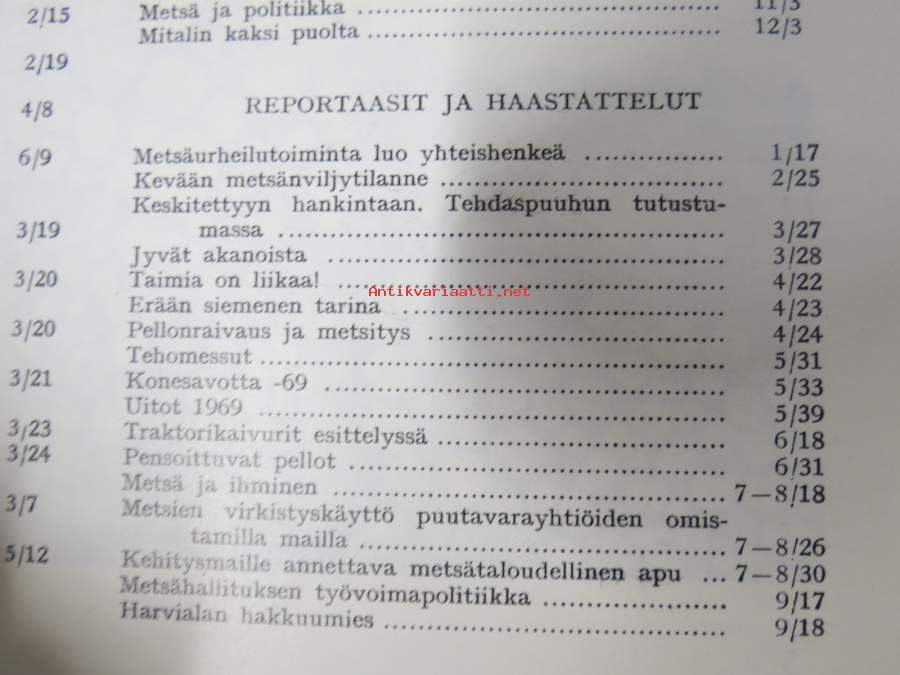 2/15 Metsä ja politiikka ........ 11/3
Mitalin kaksi puolta ........ 12/3
2/19
4/8 REPORTAASIT JA HAASTATTELUT
6/9 Metsäurheilutoiminta luo yhteishenkeä ........ 1/17
Kevään metsänviljytilanne ........ 2/25
Keskitettyyn hankintaan. Tehdaspuuhun tutustu-
3/19 massa ........ 3/27
Jyvät akanoista ........ 3/28
3/20 Taimia on liikaa! ........ 4/22
Antikvariaatti.net
Erään siemenen tarina ........ 4/23
3/20 Pellonraivaus ja metsitys ........ 4/24
Tehomessut ........ 5/31
3/21 Konesavotta -69 ........ 5/33
Uitot 1969 ........ 5/39
3/23 Traktorikaivurit esittelyssä ........ 6/18
3/24 Pensoittuvat pellot ........ 6/31
Metsä ja ihminen ........ 7—8/18
3/7 Metsien virkistyskäyttö puutavarayhtiöiden omis-
tamilla mailla ........ 7—8/26
5/12 Kehitysmaille annettava metsätaloudellinen apu ... 7—8/30
Metsähallituksen työvoimapolitiikka ........ 9/17
Harvialan hakkuumies ........ 9/18